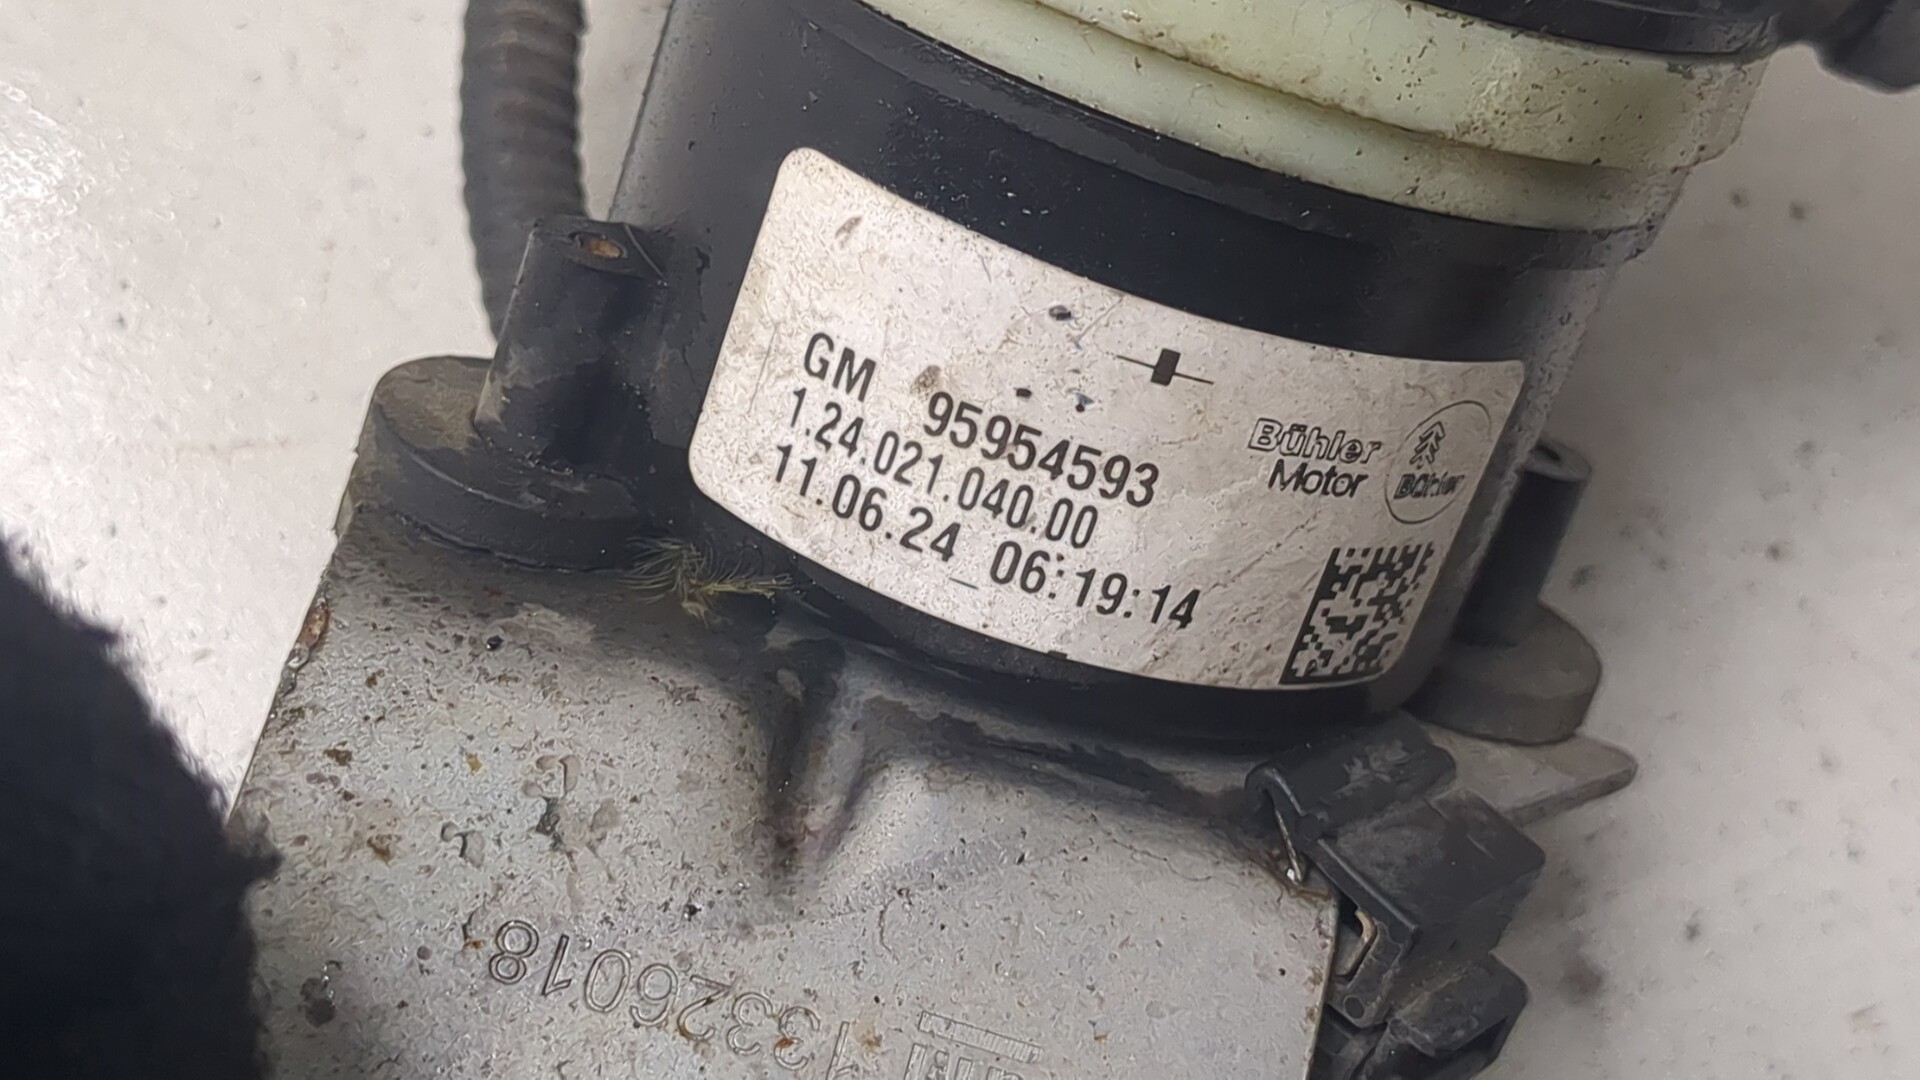 GM 95954593
1.24.021.040.00
11.06.24_06:19:14
Bühler
Motor
Bühler
13326018